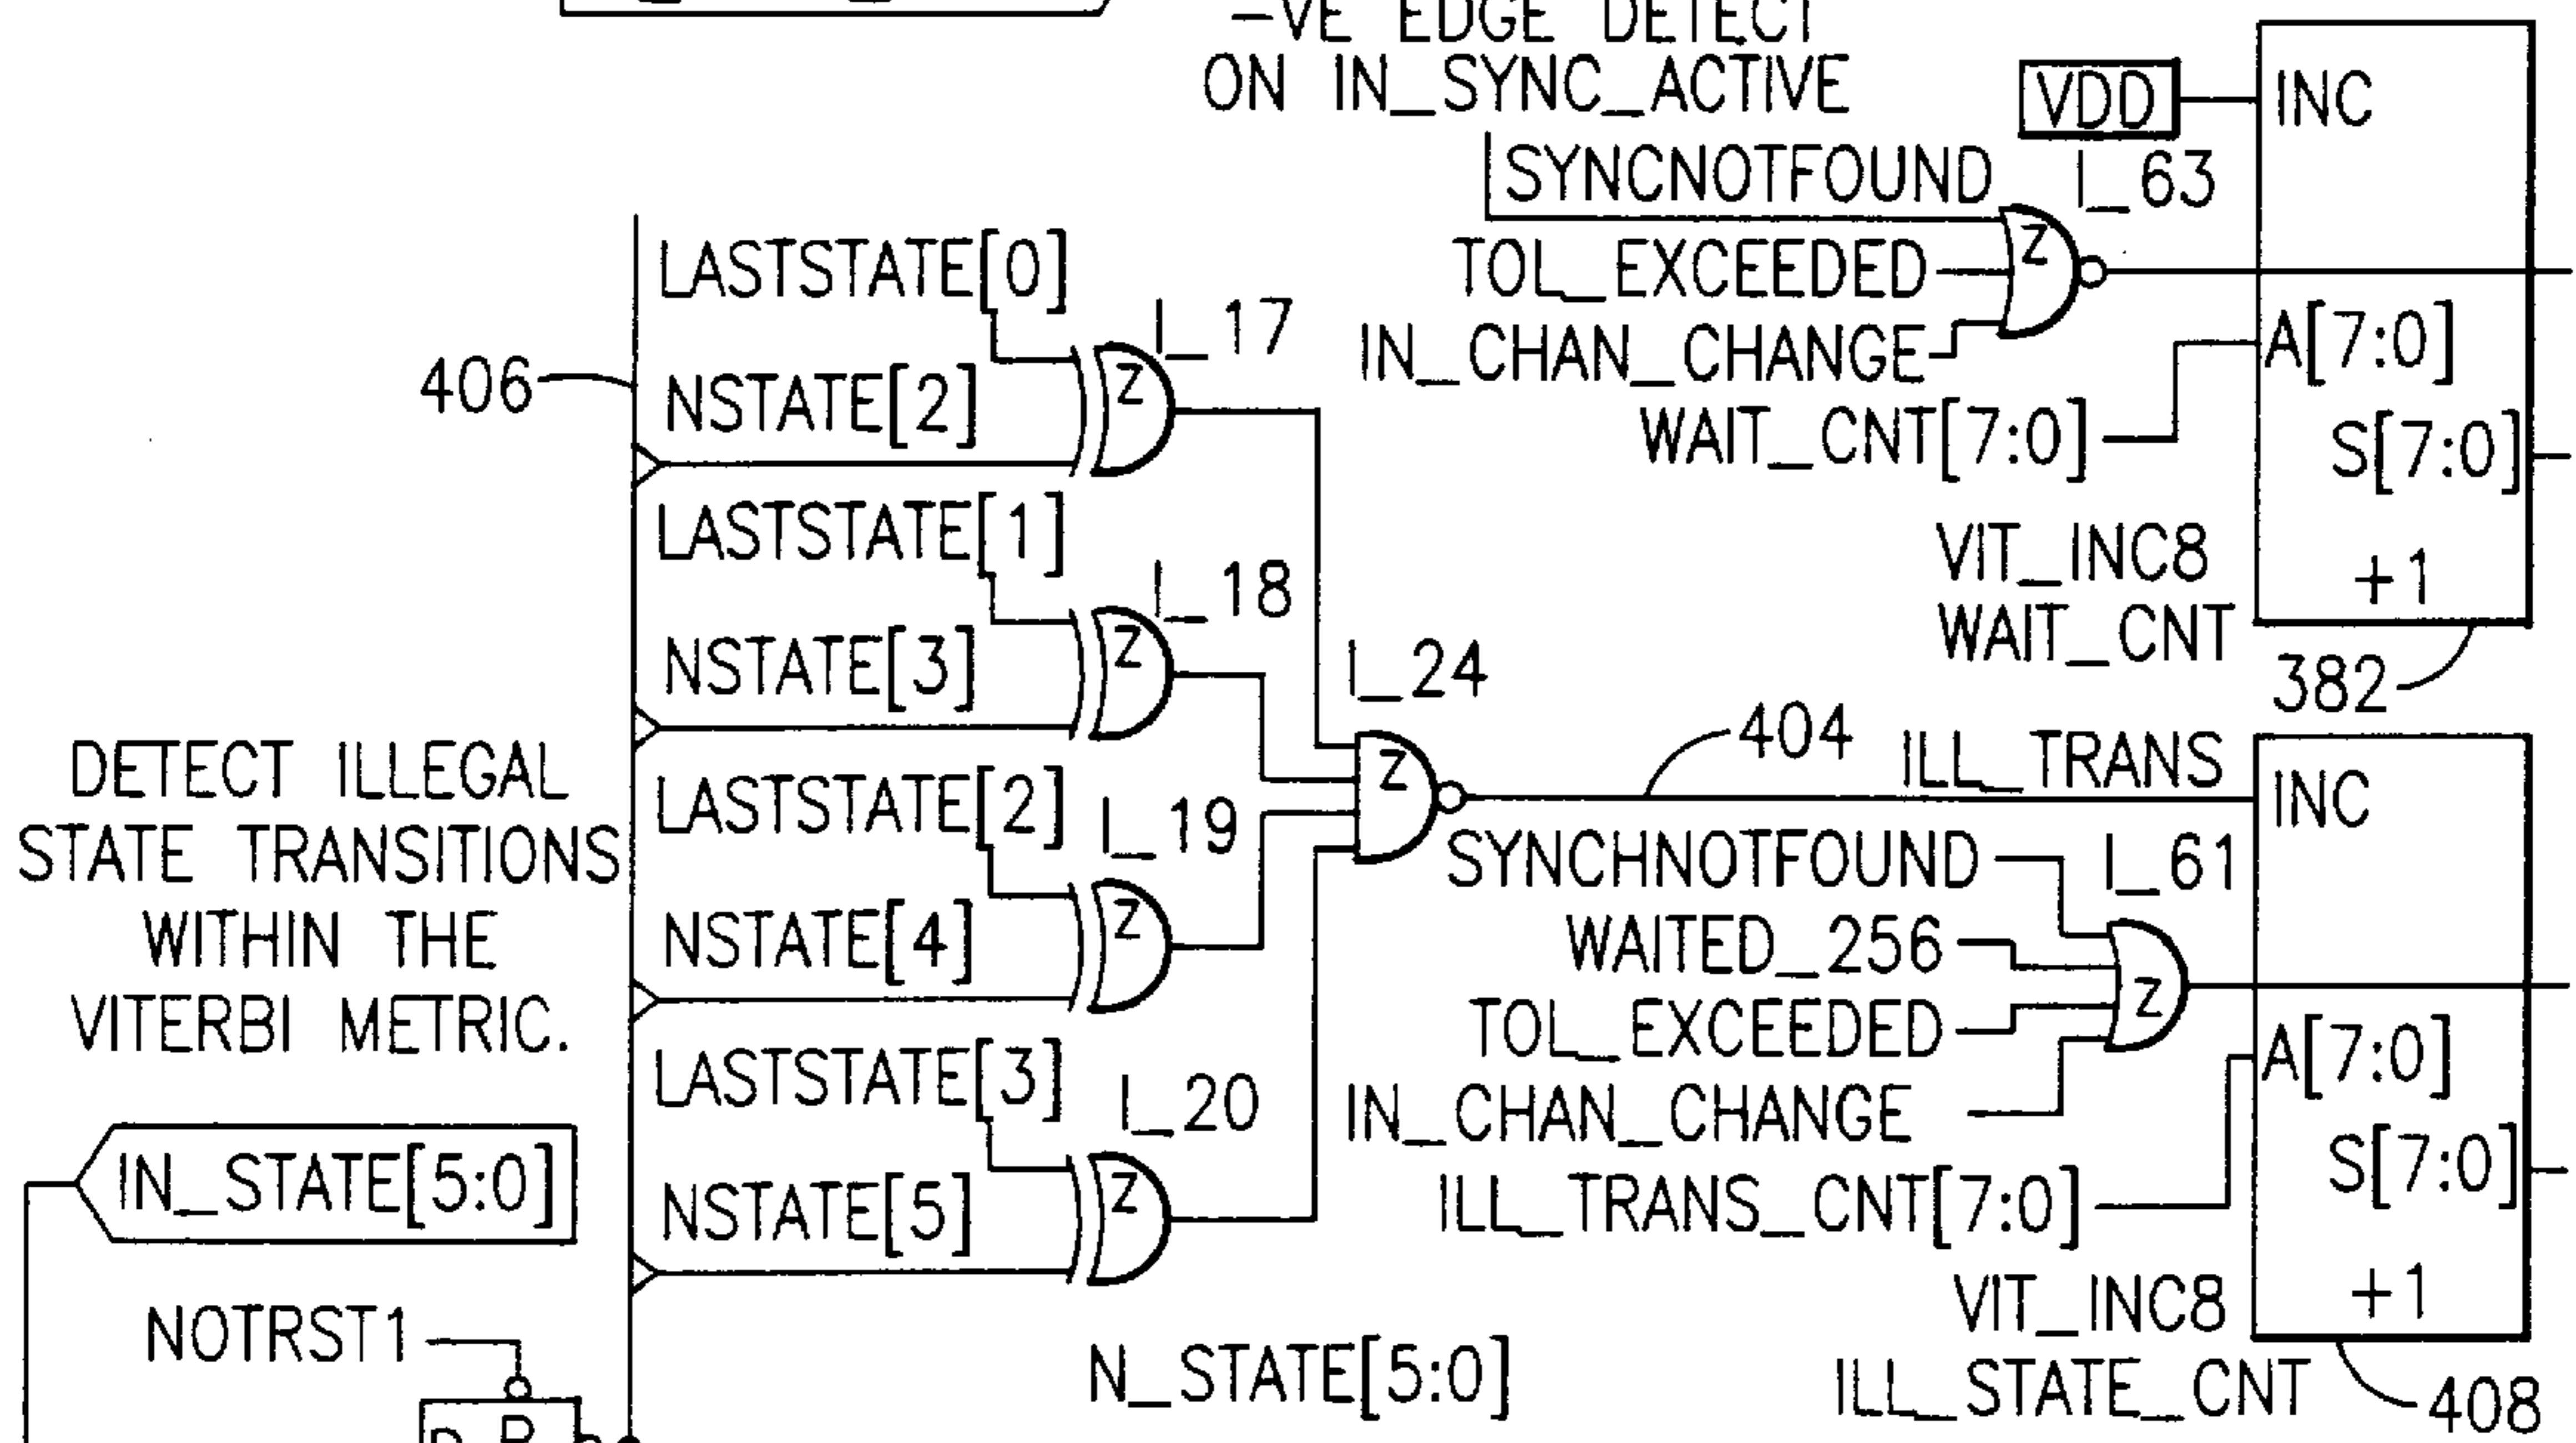 -VE EDGE DETECT
ON IN_SYNC_ACTIVE
VDD
INC
SYNCNOTFOUND
I_63
Z
TOL_EXCEEDED
IN_CHAN_CHANGE
A[7:0]
WAIT_CNT[7:0]
S[7:0]
VIT_INC8
+1
WAIT_CNT
382
406
LASTSTATE[0]
I_17
NSTATE[2]
Z
LASTSTATE[1]
I_18
NSTATE[3]
Z
I_24
Z
LASTSTATE[2]
I_19
NSTATE[4]
Z
LASTSTATE[3]
I_20
NSTATE[5]
Z
DETECT ILLEGAL
STATE TRANSITIONS
WITHIN THE
VITERBI METRIC.
404
ILL_TRANS
INC
SYNCHNOTFOUND
I_61
WAITED_256
Z
TOL_EXCEEDED
IN_CHAN_CHANGE
A[7:0]
ILL_TRANS_CNT[7:0]
S[7:0]
VIT_INC8
+1
ILL_STATE_CNT
408
IN_STATE[5:0]
NOTRST1
N_STATE[5:0]